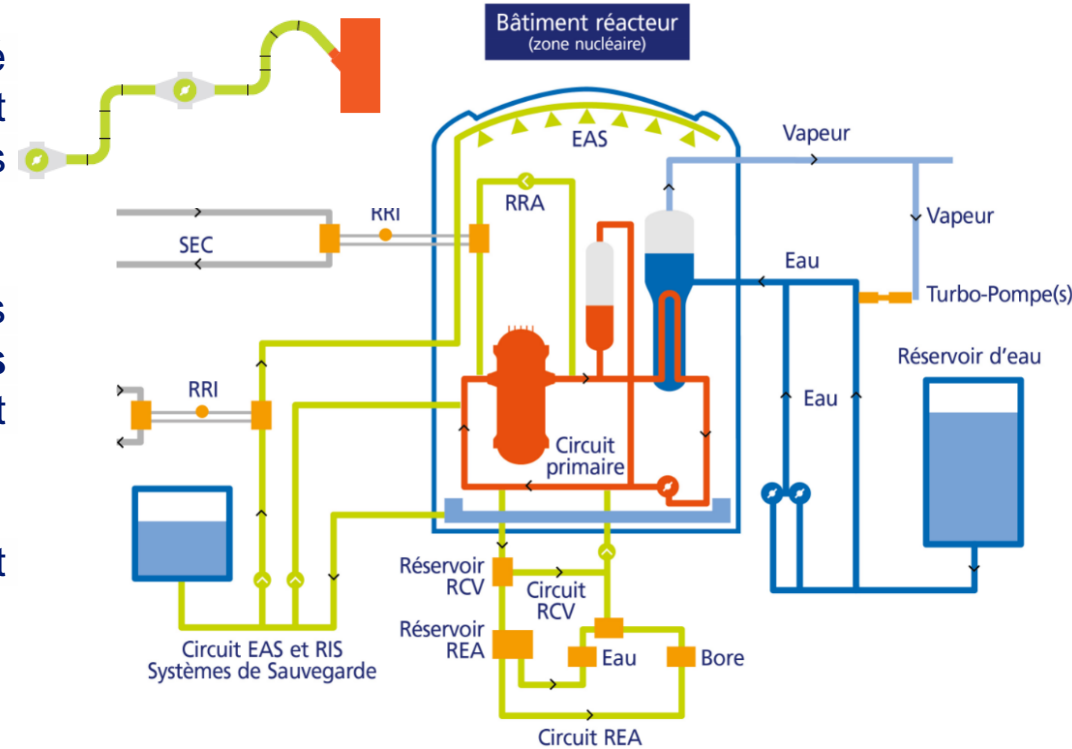 Bâtiment réacteur
(zone nucléaire)
e
t
s
EAS
Vapeur
RRA
RRI
SEC
Vapeur
Eau
Turbo-Pompe(s)
s
s
t
Réservoir d'eau
RRI
Eau
Circuit
primaire
t
Réservoir
RCV
Circuit
RCV
Réservoir
REA
Eau
Bore
Circuit EAS et RIS
Systèmes de Sauvegarde
Circuit REA